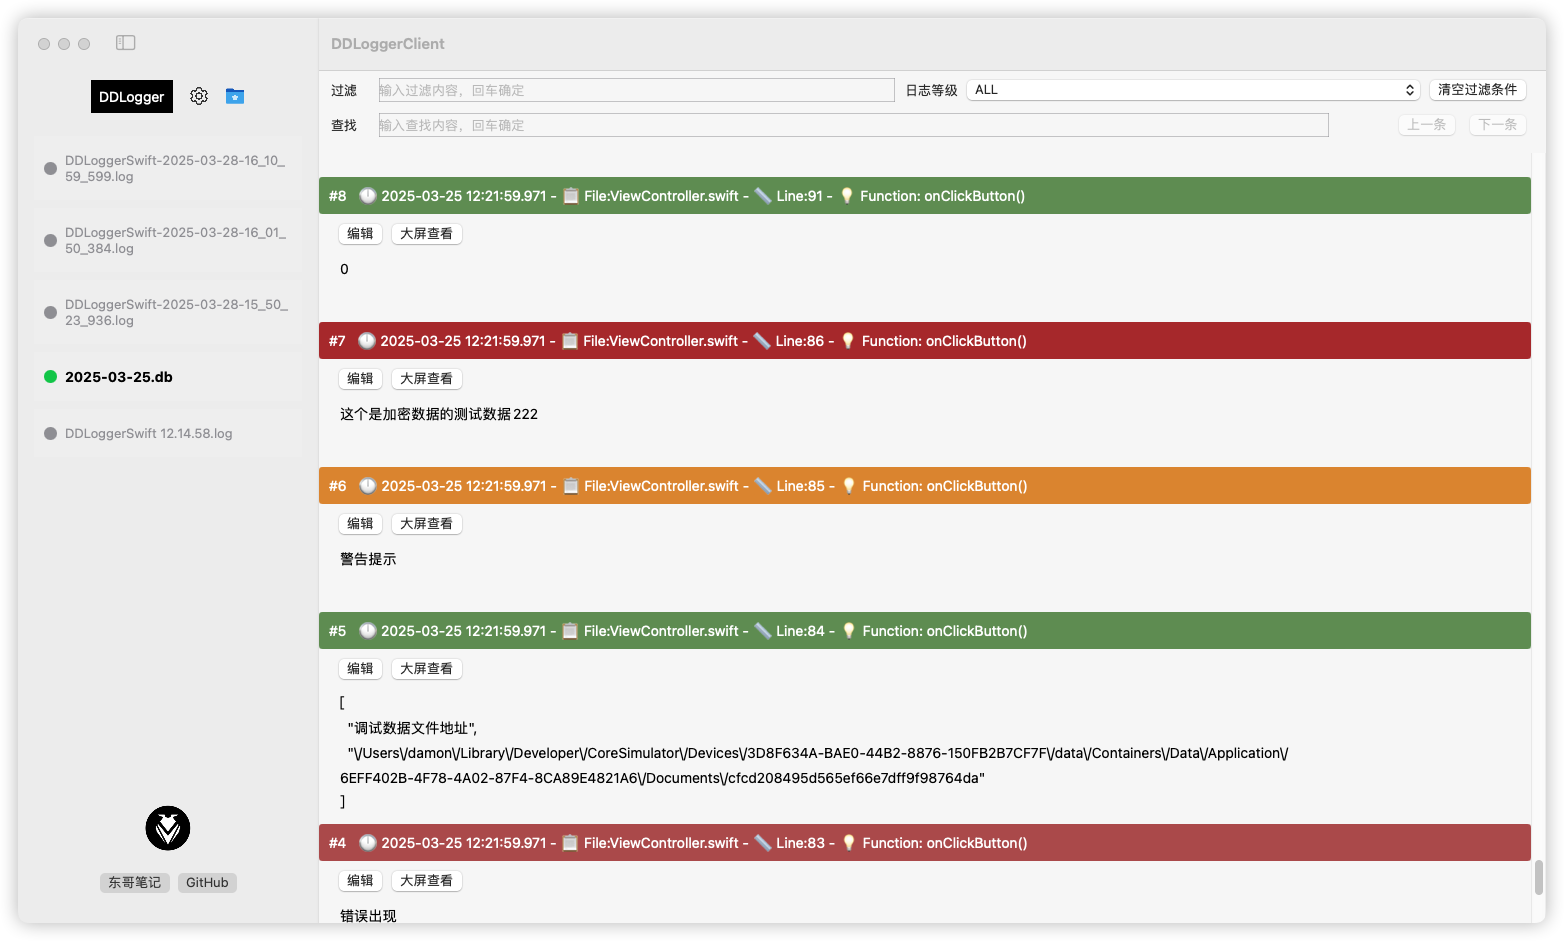 DDLoggerClient
DDLogger
DDLoggerSwift-2025-03-28-16_10_
59_599.log
DDLoggerSwift-2025-03-28-16_01_
50_384.log
DDLoggerSwift-2025-03-28-15_50_
23_936.log
2025-03-25.db
DDLoggerSwift 12.14.58.log
东哥笔记 GitHub
过滤 输入过滤内容，回车确定 日志等级 ALL 清空过滤条件
查找 输入查找内容，回车确定 上一条 下一条
#8 🕛 2025-03-25 12:21:59.971 - 📋 File:ViewController.swift - 📏 Line:91 - 💡 Function: onClickButton()
编辑 大屏查看
0
#7 🕛 2025-03-25 12:21:59.971 - 📋 File:ViewController.swift - 📏 Line:86 - 💡 Function: onClickButton()
编辑 大屏查看
这个是加密数据的测试数据222
#6 🕛 2025-03-25 12:21:59.971 - 📋 File:ViewController.swift - 📏 Line:85 - 💡 Function: onClickButton()
编辑 大屏查看
警告提示
#5 🕛 2025-03-25 12:21:59.971 - 📋 File:ViewController.swift - 📏 Line:84 - 💡 Function: onClickButton()
编辑 大屏查看
[
"调试数据文件地址",
"\/Users\/damon\/Library\/Developer\/CoreSimulator\/Devices\/3D8F634A-BAE0-44B2-8876-150FB2B7CF7F\/data\/Containers\/Data\/Application\/
6EFF402B-4F78-4A02-87F4-8CA89E4821A6\/Documents\/cfcd208495d565ef66e7dff9f98764da"
]
#4 🕛 2025-03-25 12:21:59.971 - 📋 File:ViewController.swift - 📏 Line:83 - 💡 Function: onClickButton()
编辑 大屏查看
错误出现